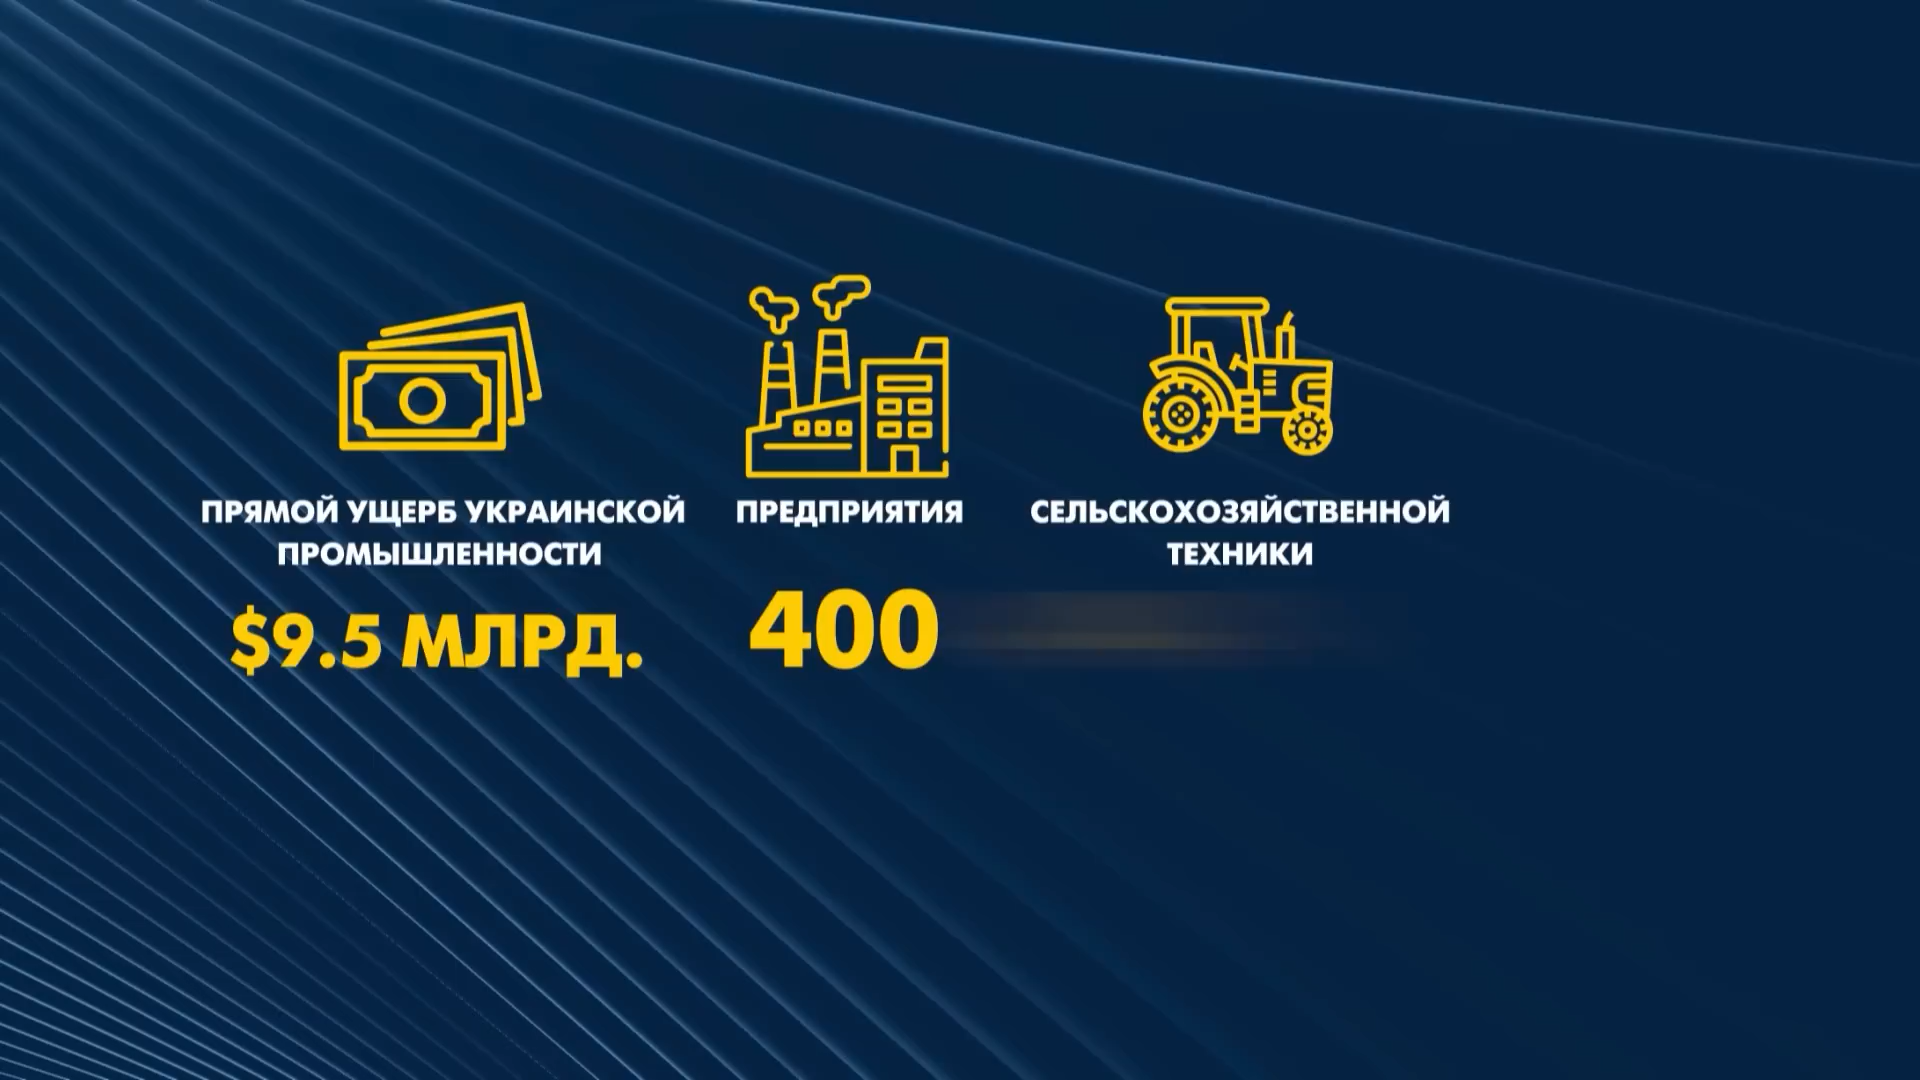 ПРЯМОЙ УЩЕРБ УКРАИНСКОЙ
ПРОМЫШЛЕННОСТИ
$9.5 МЛРД.
ПРЕДПРИЯТИЯ
400
СЕЛЬСКОХОЗЯЙСТВЕННОЙ
ТЕХНИКИ